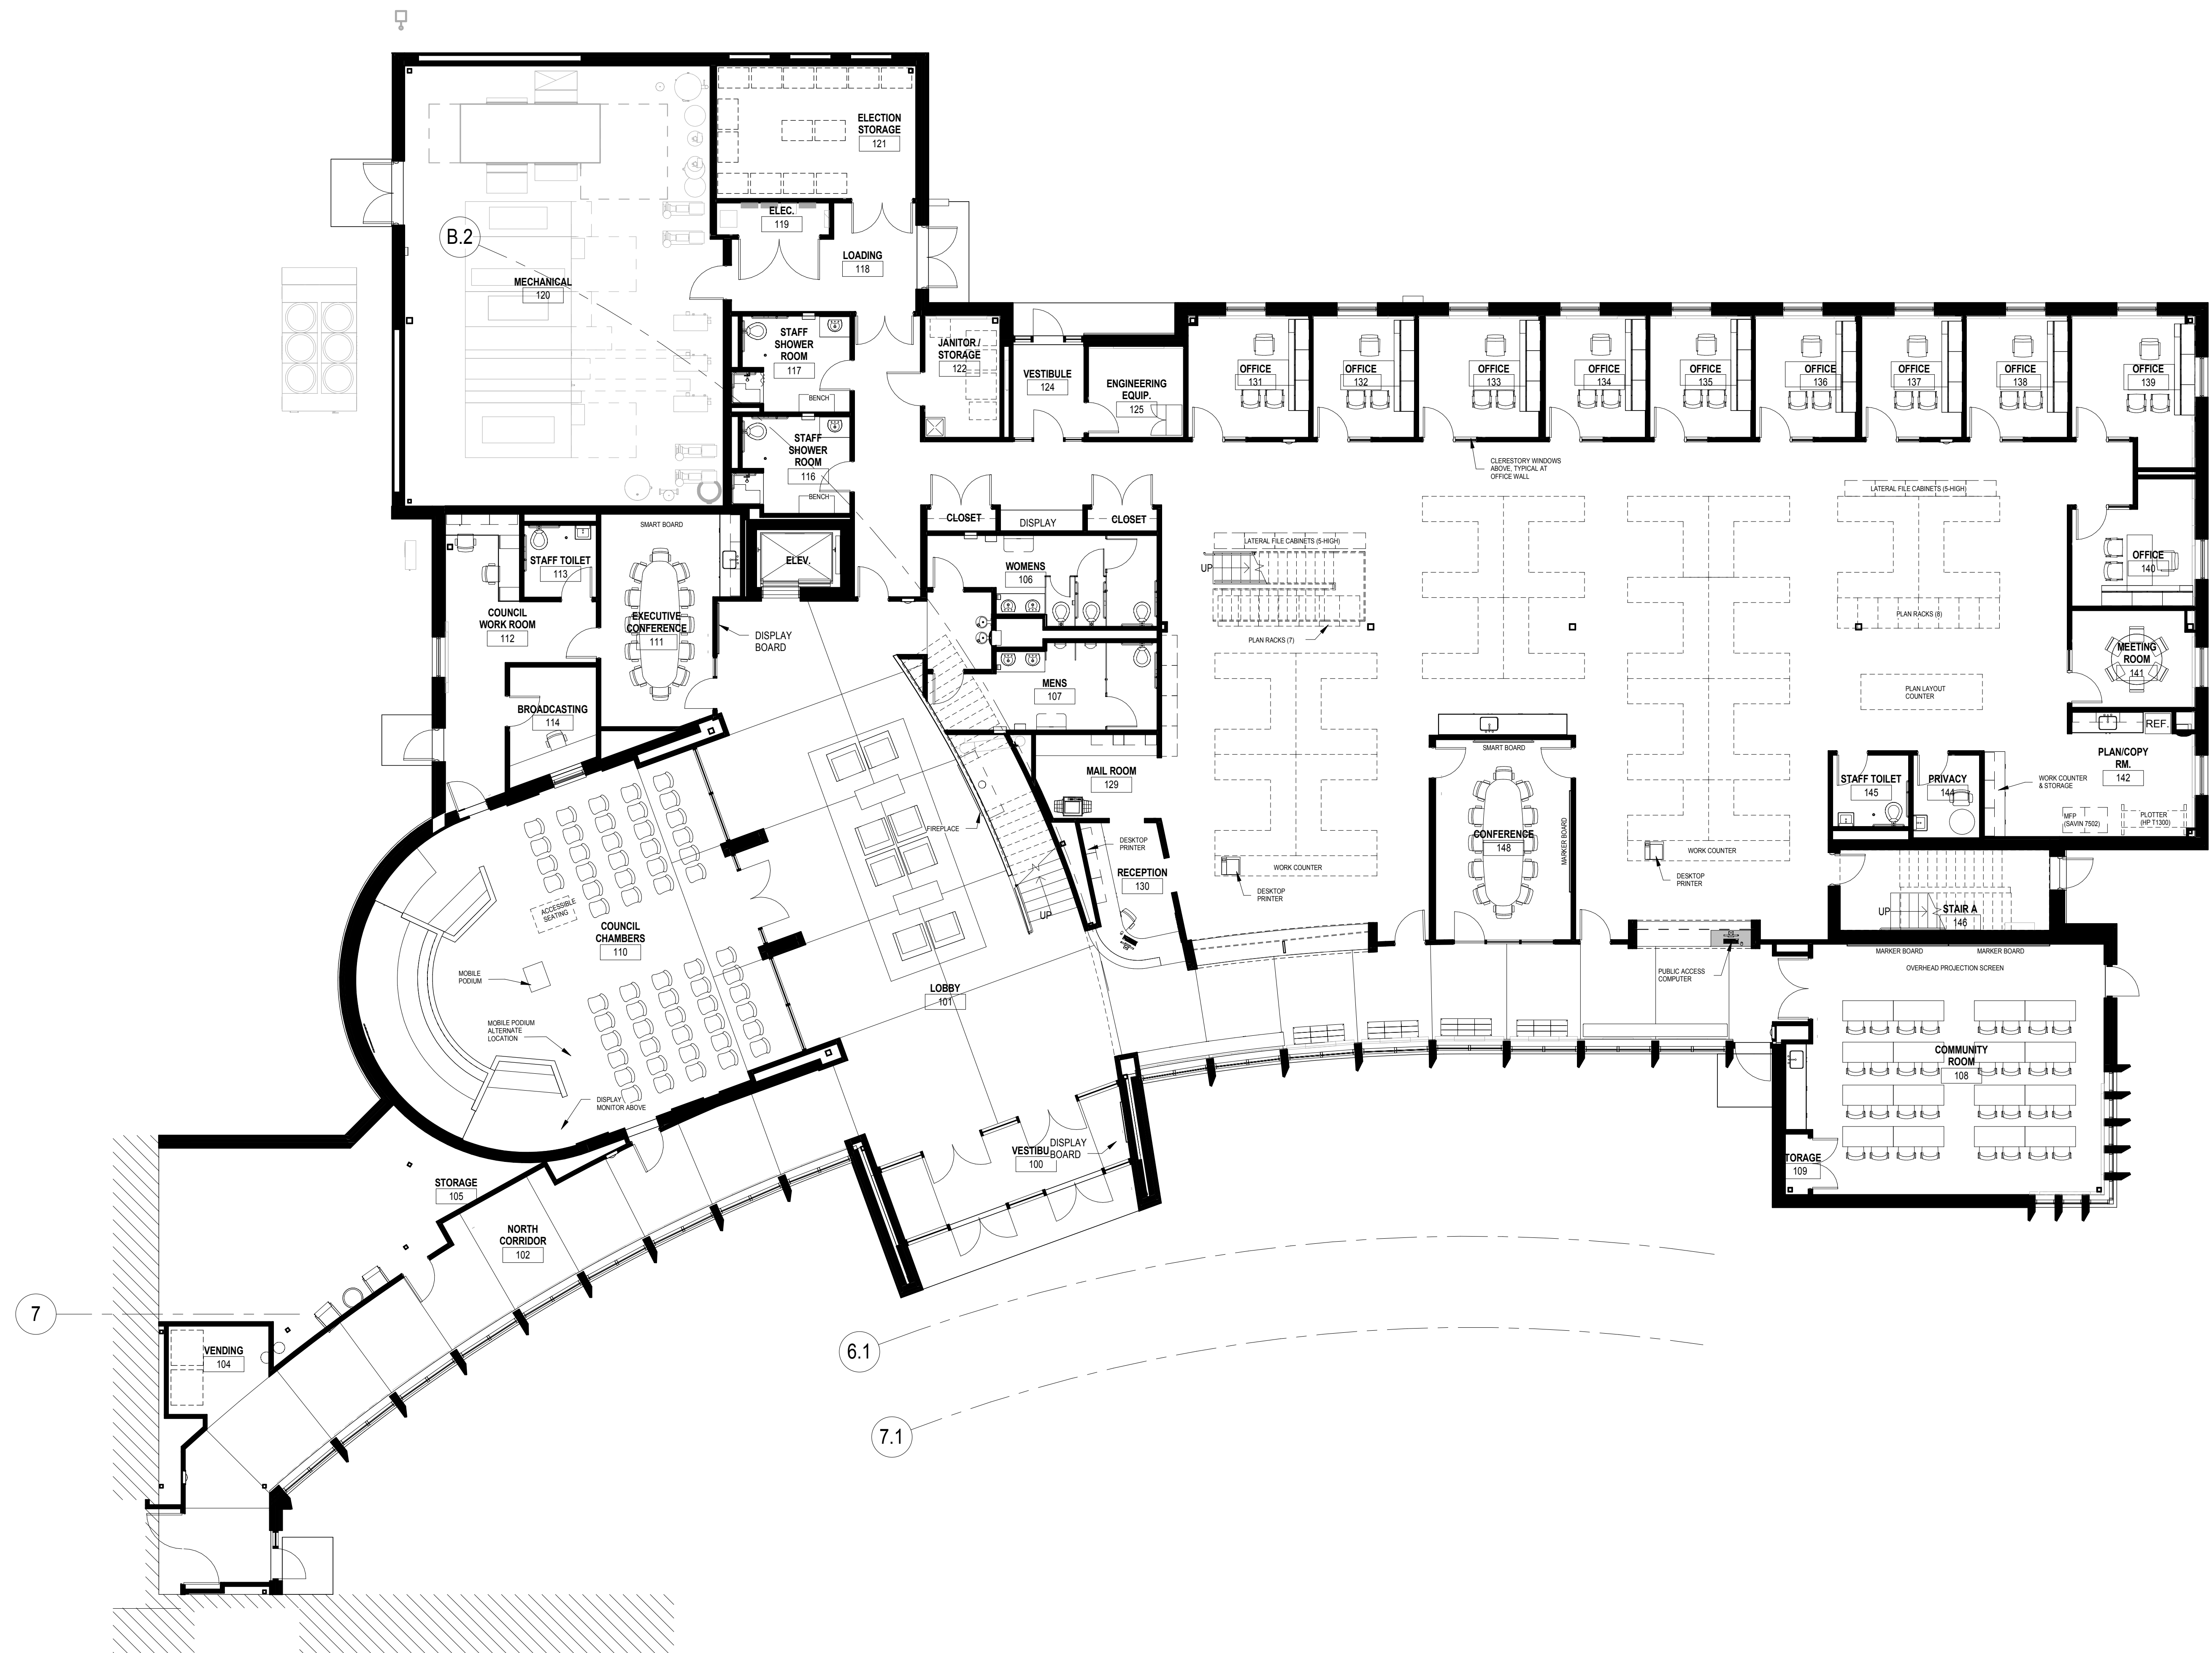 ELECTION
STORAGE
121
ELEC.
119
B.2
LOADING
118
MECHANICAL
120
STAFF
SHOWER
ROOM
117
BENCH
STAFF
SHOWER
ROOM
116
BENCH
JANITOR /
STORAGE
122
VESTIBULE
124
ENGINEERING
EQUIP.
125
OFFICE
131
OFFICE
132
OFFICE
133
OFFICE
134
OFFICE
135
OFFICE
136
OFFICE
137
OFFICE
138
OFFICE
139
CLERESTORY WINDOWS
ABOVE, TYPICAL AT
OFFICE WALL
LATERAL FILE CABINETS (5-HIGH)
CLOSET
DISPLAY
CLOSET
SMART BOARD
STAFF TOILET
113
ELEV.
WOMENS
106
LATERAL FILE CABINETS (5-HIGH)
UP
PLAN RACKS (7)
OFFICE
140
PLAN RACKS (8)
COUNCIL
WORK ROOM
112
EXECUTIVE
CONFERENCE
111
DISPLAY
BOARD
MEETING
ROOM
141
MENS
107
PLAN LAYOUT
COUNTER
BROADCASTING
114
REF.
SMART BOARD
PLAN/COPY
RM.
142
MAIL ROOM
129
STAFF TOILET
145
PRIVACY
144
WORK COUNTER
& STORAGE
MFP
(SAVIN 7502)
PLOTTER
(HP T1300)
FIREPLACE
DESKTOP
PRINTER
CONFERENCE
148
MARKER BOARD
WORK COUNTER
WORK COUNTER
RECEPTION
130
DESKTOP
PRINTER
DESKTOP
PRINTER
ACCESSIBLE
SEATING
UP
UP
STAIR A
146
COUNCIL
CHAMBERS
110
MARKER BOARD
MARKER BOARD
OVERHEAD PROJECTION SCREEN
MOBILE
PODIUM
PUBLIC ACCESS
COMPUTER
LOBBY
101
MOBILE PODIUM
ALTERNATE
LOCATION
COMMUNITY
ROOM
108
DISPLAY
MONITOR ABOVE
VESTIBU
100
DISPLAY
BOARD
TORAGE
109
STORAGE
105
NORTH
CORRIDOR
102
7
VENDING
104
6.1
7.1